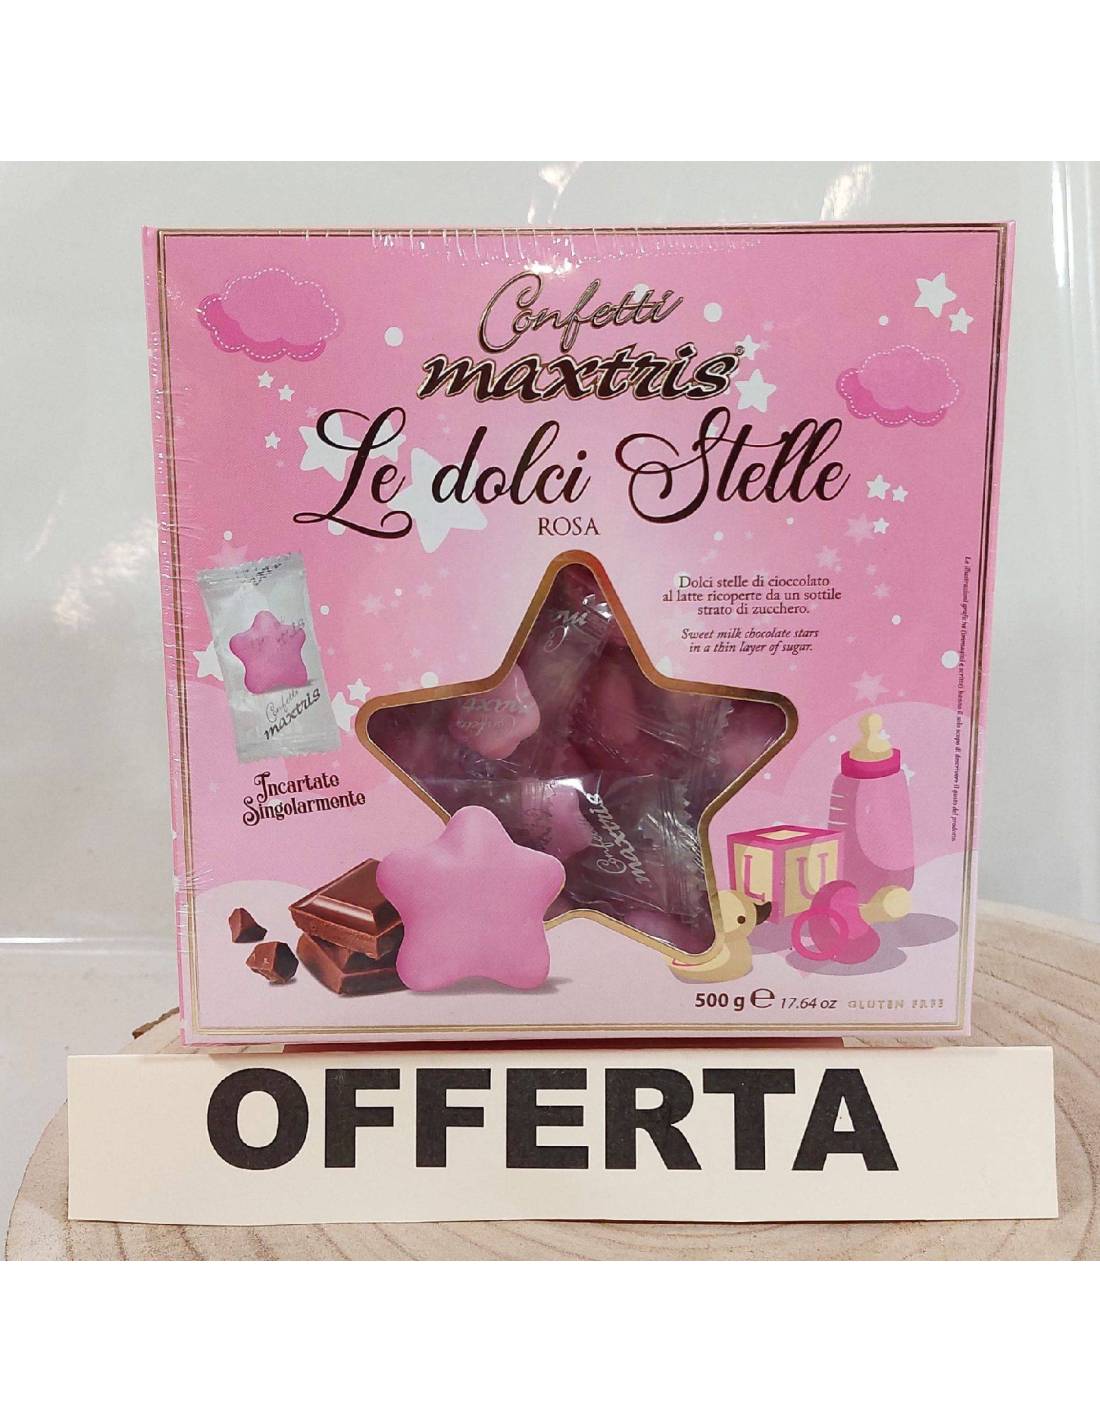 Confetti
maxtris®
Le dolci Stelle
ROSA
Dolci stelle di cioccolato
al latte ricoperte da un sottile
strato di zucchero.
Sweet milk chocolate stars
in a thin layer of sugar.
Confetti
maxtris
Incartate
Singolarmente
maxtris
L U
500 g e 17.64 oz GLUTEN FREE
OFFERTA